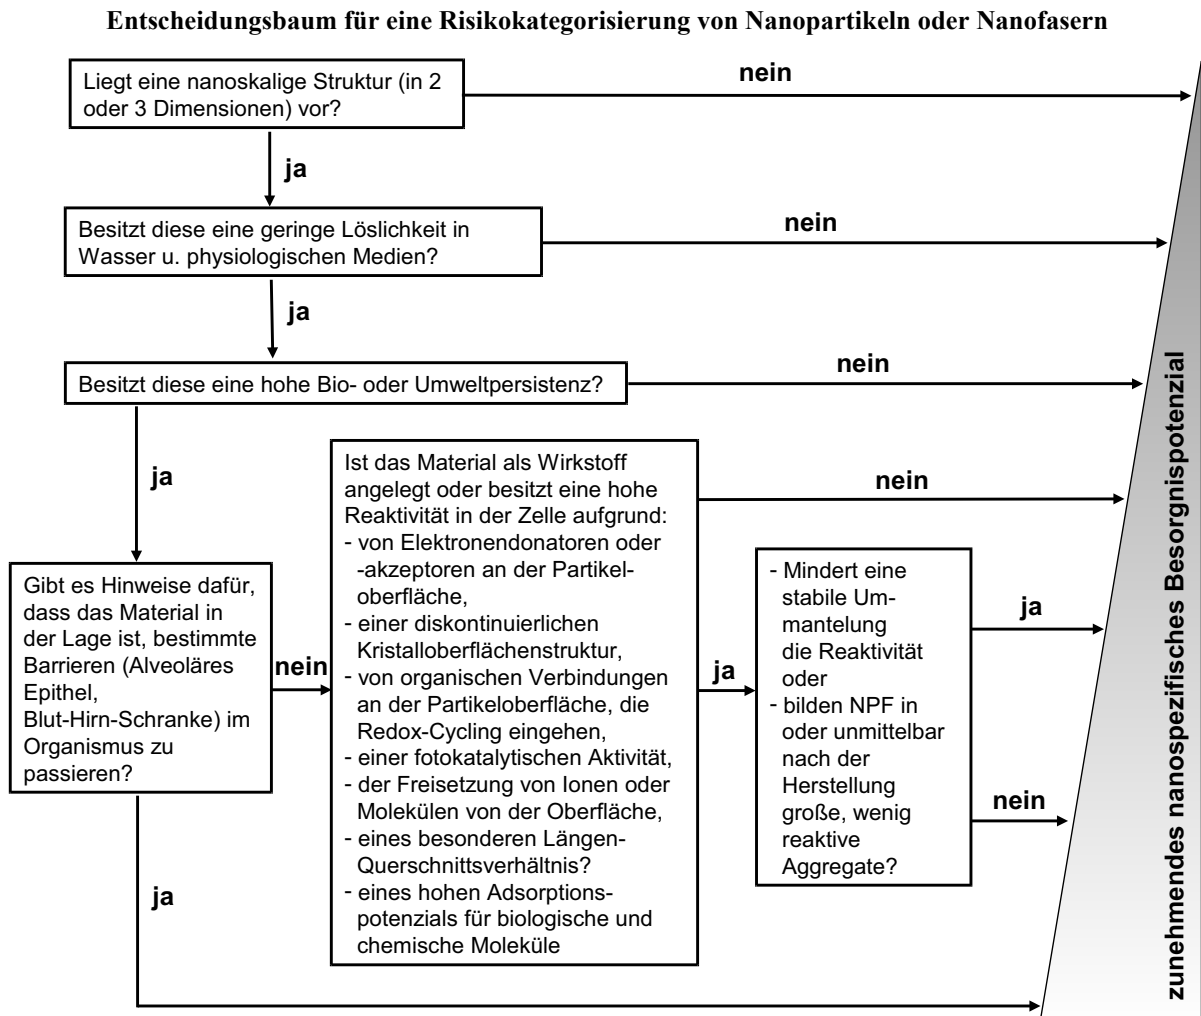 Entscheidungsbaum für eine Risikokategorisierung von Nanopartikeln oder Nanofasern
Liegt eine nanoskalige Struktur (in 2
oder 3 Dimensionen) vor?
nein
ja
Besitzt diese eine geringe Löslichkeit in
Wasser u. physiologischen Medien?
nein
ja
Besitzt diese eine hohe Bio- oder Umweltpersistenz?
nein
ja
Gibt es Hinweise dafür,
dass das Material in
der Lage ist, bestimmte
Barrieren (Alveoläres
Epithel,
Blut-Hirn-Schranke) im
Organismus zu
passieren?
nein
ja
Ist das Material als Wirkstoff
angelegt oder besitzt eine hohe
Reaktivität in der Zelle aufgrund:
- von Elektronendonatoren oder
-akzeptoren an der Partikel-
oberfläche,
- einer diskontinuierlichen
Kristalloberflächenstruktur,
- von organischen Verbindungen
an der Partikeloberfläche, die
Redox-Cycling eingehen,
- einer fotokatalytischen Aktivität,
- der Freisetzung von Ionen oder
Molekülen von der Oberfläche,
- eines besonderen Längen-
Querschnittsverhältnis?
- eines hohen Adsorptions-
potenzials für biologische und
chemische Moleküle
nein
ja
- Mindert eine
stabile Um-
mantelung
die Reaktivität
oder
- bilden NPF in
oder unmittelbar
nach der
Herstellung
große, wenig
reaktive
Aggregate?
ja
nein
zunehmendes nanospezifisches Besorgnispotenzial